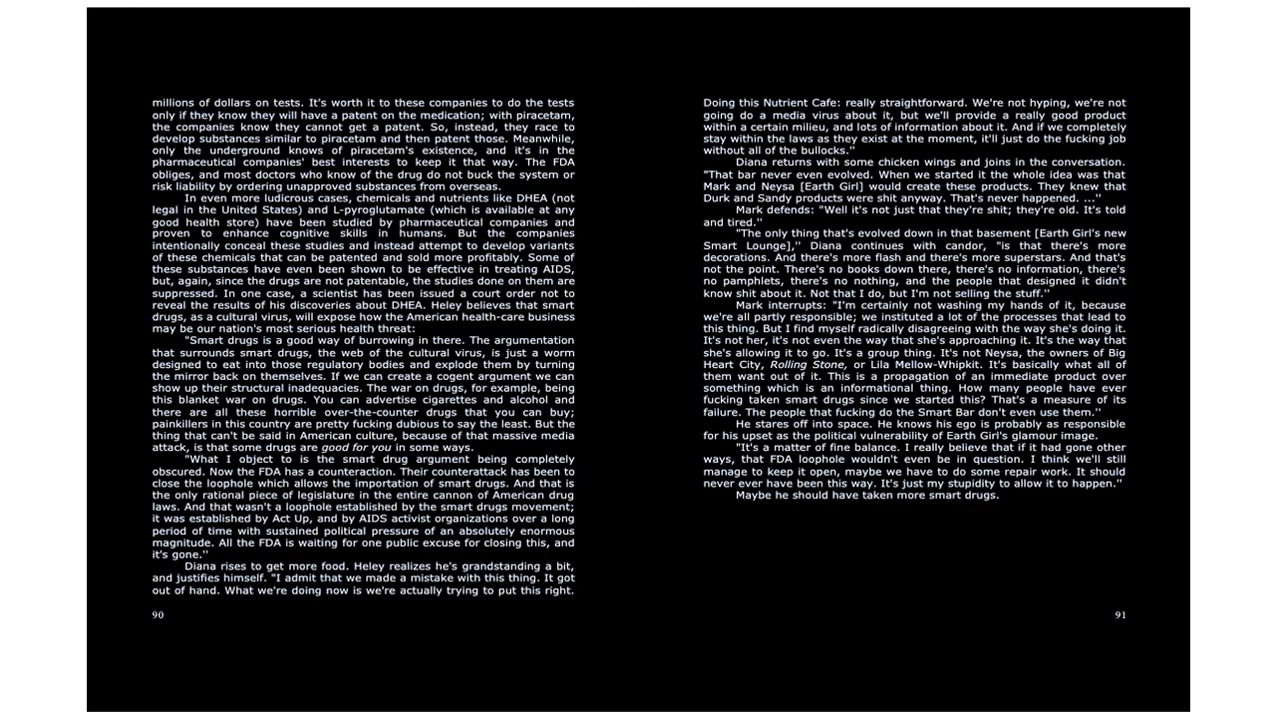 millions of dollars on tests. It's worth it to these companies to do the tests
only if they know they will have a patent on the medication; with piracetam,
the companies know they cannot get a patent. So, instead, they race to
develop substances similar to piracetam and then patent those. Meanwhile,
only the underground knows of piracetam's existence, and it's in the
pharmaceutical companies' best interests to keep it that way. The FDA
obliges, and most doctors who know of the drug do not buck the system or
risk liability by ordering unapproved substances from overseas.
In even more ludicrous cases, chemicals and nutrients like DHEA (not
legal in the United States) and L-pyroglutamate (which is available at any
good health store) have been studied by pharmaceutical companies and
proven to enhance cognitive skills in humans. But the companies
intentionally conceal these studies and instead attempt to develop variants
of these chemicals that can be patented and sold more profitably. Some of
these substances have even been shown to be effective in treating AIDS,
but, again, since the drugs are not patentable, the studies done on them are
suppressed. In one case, a scientist has been issued a court order not to
reveal the results of his discoveries about DHEA. Heley believes that smart
drugs, as a cultural virus, will expose how the American health-care business
may be our nation's most serious health threat:
"Smart drugs is a good way of burrowing in there. The argumentation
that surrounds smart drugs, the web of the cultural virus, is just a worm
designed to eat into those regulatory bodies and explode them by turning
the mirror back on themselves. If we can create a cogent argument we can
show up their structural inadequacies. The war on drugs, for example, being
this blanket war on drugs. You can advertise cigarettes and alcohol and
there are all these horrible over-the-counter drugs that you can buy;
painkillers in this country are pretty fucking dubious to say the least. But the
thing that can't be said in American culture, because of that massive media
attack, is that some drugs are good for you in some ways.
"What I object to is the smart drug argument being completely
obscured. Now the FDA has a counteraction. Their counterattack has been to
close the loophole which allows the importation of smart drugs. And that is
the only rational piece of legislature in the entire cannon of American drug
laws. And that wasn't a loophole established by the smart drugs movement;
it was established by Act Up, and by AIDS activist organizations over a long
period of time with sustained political pressure of an absolutely enormous
magnitude. All the FDA is waiting for one public excuse for closing this, and
it's gone."
Diana rises to get more food. Heley realizes he's grandstanding a bit,
and justifies himself. "I admit that we made a mistake with this thing. It got
out of hand. What we're doing now is we're actually trying to put this right.
90
Doing this Nutrient Cafe: really straightforward. We're not hyping, we're not
going do a media virus about it, but we'll provide a really good product
within a certain milieu, and lots of information about it. And if we completely
stay within the laws as they exist at the moment, it'll just do the fucking job
without all of the bullocks."
Diana returns with some chicken wings and joins in the conversation.
"That bar never even evolved. When we started it the whole idea was that
Mark and Neysa [Earth Girl] would create these products. They knew that
Durk and Sandy products were shit anyway. That's never happened. ..."
Mark defends: "Well it's not just that they're shit; they're old. It's told
and tired."
"The only thing that's evolved down in that basement [Earth Girl's new
Smart Lounge]," Diana continues with candor, "is that there's more
decorations. And there's more flash and there's more superstars. And that's
not the point. There's no books down there, there's no information, there's
no pamphlets, there's no nothing, and the people that designed it didn't
know shit about it. Not that I do, but I'm not selling the stuff."
Mark interrupts: "I'm certainly not washing my hands of it, because
we're all partly responsible; we instituted a lot of the processes that lead to
this thing. But I find myself radically disagreeing with the way she's doing it.
It's not her, it's not even the way that she's approaching it. It's the way that
she's allowing it to go. It's a group thing. It's not Neysa, the owners of Big
Heart City, Rolling Stone, or Lila Mellow-Whipkit. It's basically what all of
them want out of it. This is a propagation of an immediate product over
something which is an informational thing. How many people have ever
fucking taken smart drugs since we started this? That's a measure of its
failure. The people that fucking do the Smart Bar don't even use them."
He stares off into space. He knows his ego is probably as responsible
for his upset as the political vulnerability of Earth Girl's glamour image.
"It's a matter of fine balance. I really believe that if it had gone other
ways, that FDA loophole wouldn't even be in question. I think we'll still
manage to keep it open, maybe we have to do some repair work. It should
never ever have been this way. It's just my stupidity to allow it to happen."
Maybe he should have taken more smart drugs.
91